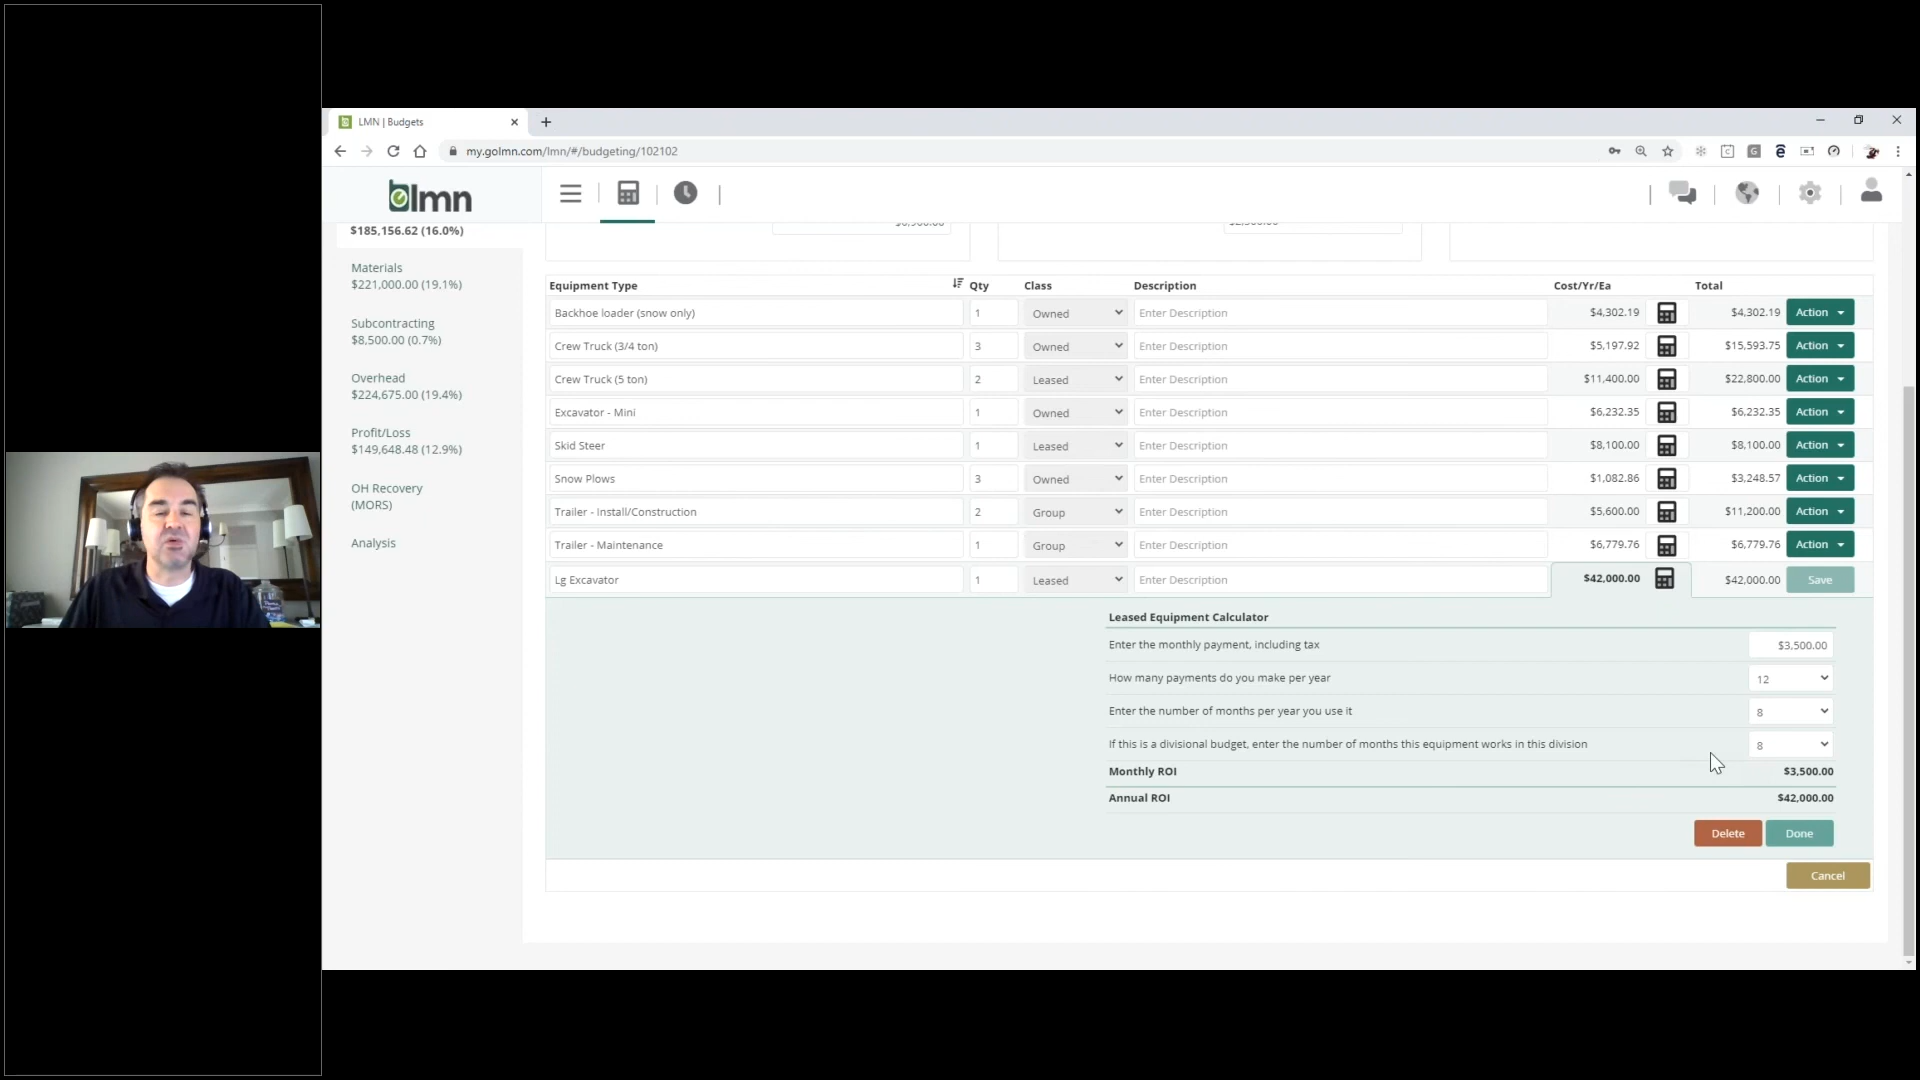 LMN | Budgets
my.golmn.com/lmn/#/budgeting/102102
lmn
$185,156.62 (16.0%)
Materials
$221,000.00 (19.1%)
Subcontracting
$8,500.00 (0.7%)
Overhead
$224,675.00 (19.4%)
Profit/Loss
$149,648.48 (12.9%)
OH Recovery
(MORS)
Analysis
Equipment Type Qty Class Description Cost/Yr/Ea Total
Backhoe loader (snow only) 1 Owned Enter Description $4,302.19 $4,302.19 Action
Crew Truck (3/4 ton) 3 Owned Enter Description $5,197.92 $15,593.75 Action
Crew Truck (5 ton) 2 Leased Enter Description $11,400.00 $22,800.00 Action
Excavator - Mini 1 Owned Enter Description $6,232.35 $6,232.35 Action
Skid Steer 1 Leased Enter Description $8,100.00 $8,100.00 Action
Snow Plows 3 Owned Enter Description $1,082.86 $3,248.57 Action
Trailer - Install/Construction 2 Group Enter Description $5,600.00 $11,200.00 Action
Trailer - Maintenance 1 Group Enter Description $6,779.76 $6,779.76 Action
Lg Excavator 1 Leased Enter Description $42,000.00 $42,000.00 Save
Leased Equipment Calculator
Enter the monthly payment, including tax $3,500.00
How many payments do you make per year 12
Enter the number of months per year you use it 8
If this is a divisional budget, enter the number of months this equipment works in this division 8
Monthly ROI $3,500.00
Annual ROI $42,000.00
Delete Done
Cancel